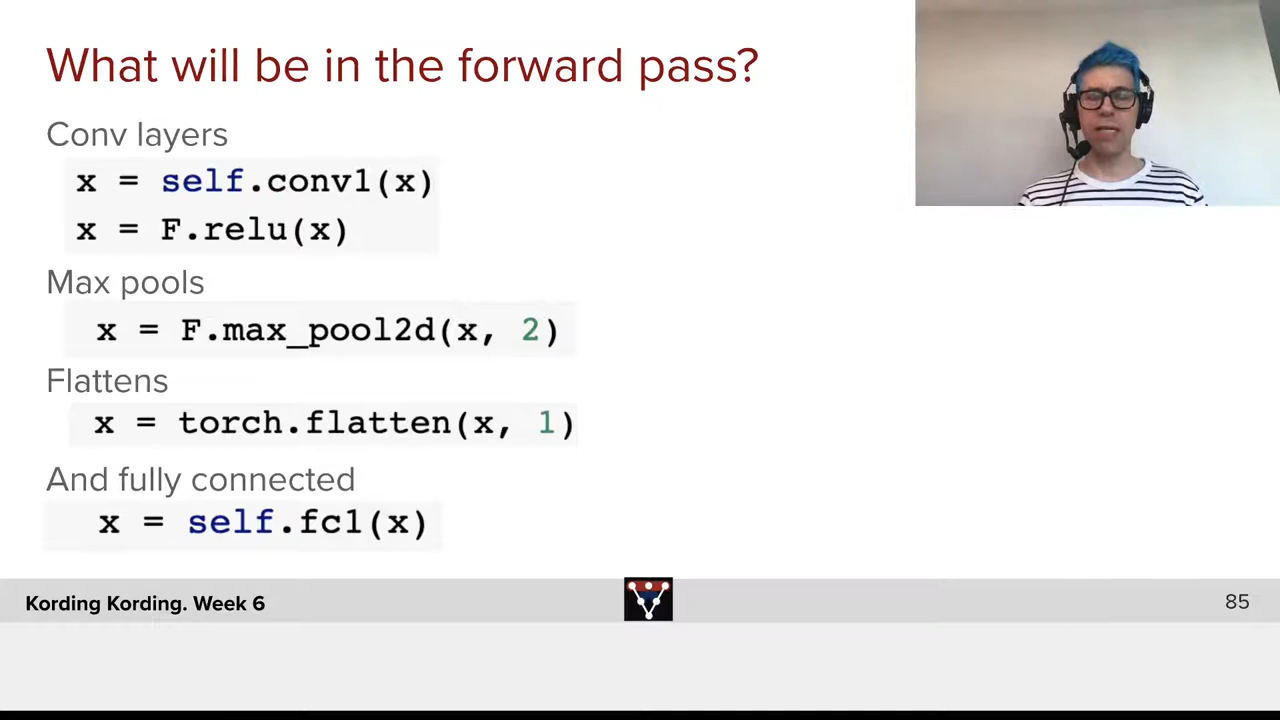 What will be in the forward pass?
Conv layers
x = self.conv1(x)
x = F.relu(x)
Max pools
x = F.max_pool2d(x, 2)
Flattens
x = torch.flatten(x, 1)
And fully connected
x = self.fc1(x)
Kording Kording. Week 6
85